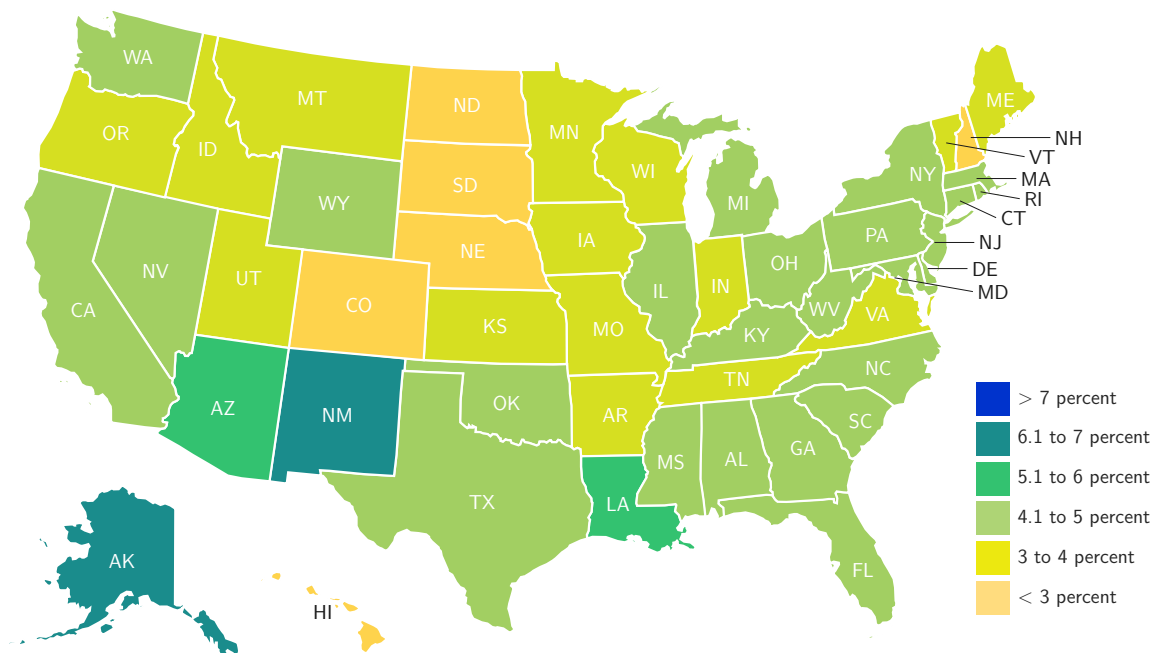 WA
MT
ND
MN
ME
OR
ID
NH
VT
WI
SD
NY
MA
WY
MI
RI
CT
IA
PA
NJ
NE
NV
UT
OH
DE
IL
IN
MD
CO
CA
WV
VA
KS
MO
KY
NC
TN
AZ
NM
OK
AR
SC
MS
AL
GA
TX
LA
AK
FL
HI
> 7 percent
6.1 to 7 percent
5.1 to 6 percent
4.1 to 5 percent
3 to 4 percent
< 3 percent